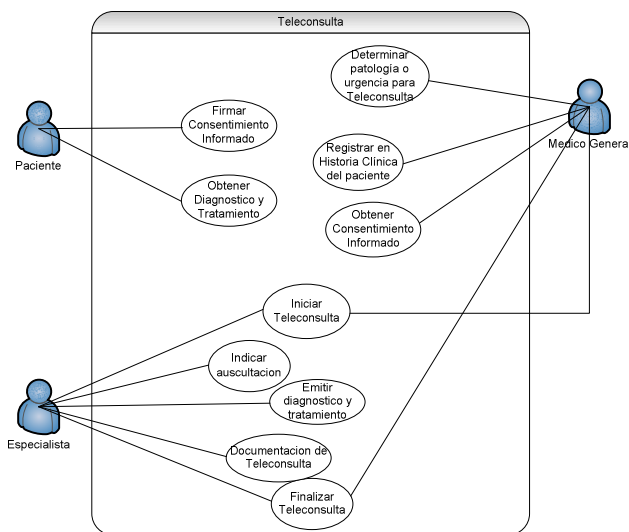 Teleconsulta
Determinar
patología o
urgencia para
Teleconsulta
Firmar
Consentimiento
Informado
Paciente
Medico Genera
Registrar en
Historia Clínica
del paciente
Obtener
Diagnostico y
Tratamiento
Obtener
Consentimiento
Informado
Iniciar
Teleconsulta
Indicar
auscultacion
Emitir
diagnostico y
tratamiento
Especialista
Documentacion de
Teleconsulta
Finalizar
Teleconsulta